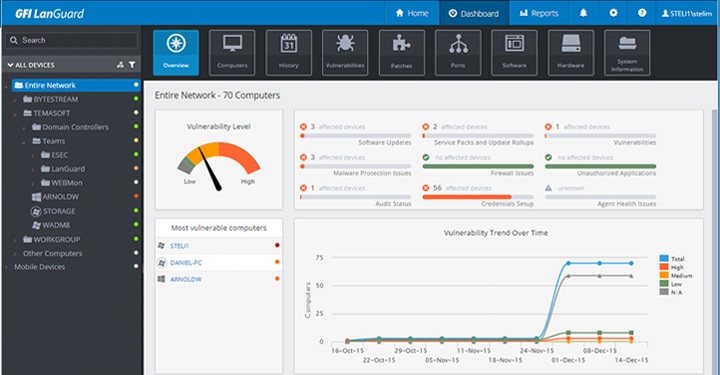 GFI LanGuard
Home
Dashboard
Reports
STELI1\stelim
Search
ALL DEVICES
Entire Network
BYTESTREAM
TEMASOFT
Domain Controllers
Teams
ESEC
LanGuard
WEBMon
ARNOLDW
STORAGE
WADM8
WORKGROUP
Other Computers
Mobile Devices
Overview
Computers
31
History
Vulnerabilities
Patches
Ports
Software
Hardware
System
Information
Entire Network - 70 Computers
Vulnerability Level
Low
High
3 affected devices
Software Updates
2 affected devices
Service Packs and Update Rollups
1 affected devices
Vulnerabilities
3 affected devices
Malware Protection Issues
no affected devices
Firewall Issues
no affected devices
Unauthorized Applications
1 affected devices
Audit Status
56 affected devices
Credentials Setup
unknown
Agent Health Issues
Most vulnerable computers
STELI1
DANIEL-PC
ARNOLDW
Vulnerability Trend Over Time
Computers
75
50
25
0
16-Oct-15
22-Oct-15
29-Oct-15
05-Nov-15
11-Nov-15
18-Nov-15
24-Nov-15
01-Dec-15
08-Dec-15
14-Dec-15
Total
High
Medium
Low
N/A